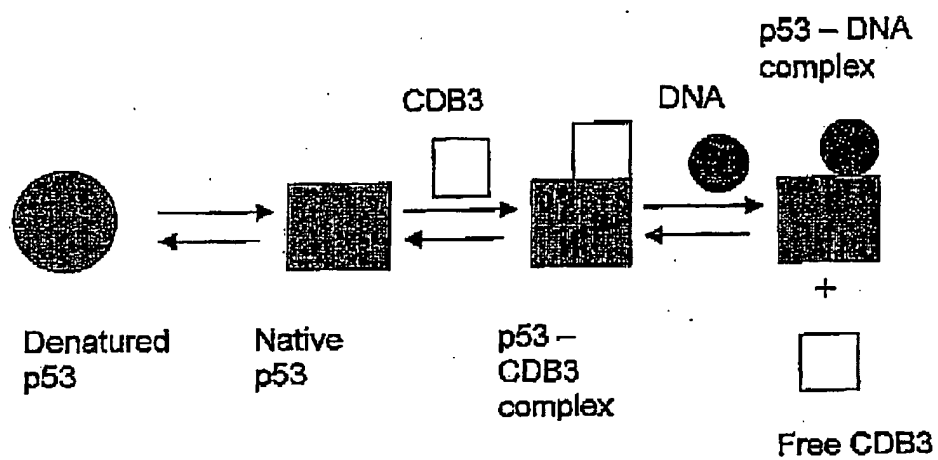 p53 – DNA
complex
CDB3
DNA
+
Denatured
p53
Native
p53
p53 –
CDB3
complex
Free CDB3